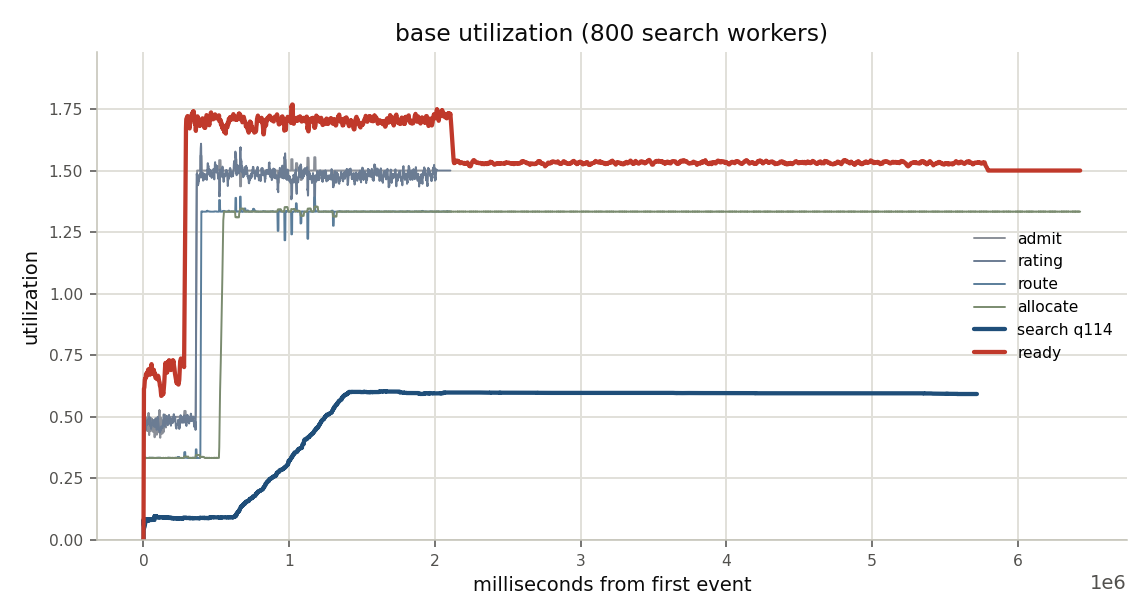 base utilization (800 search workers)
utilization
1.75
1.50
1.25
1.00
0.75
0.50
0.25
0.00
admit
rating
route
allocate
search q114
ready
0 1 2 3 4 5 6
1e6
milliseconds from first event